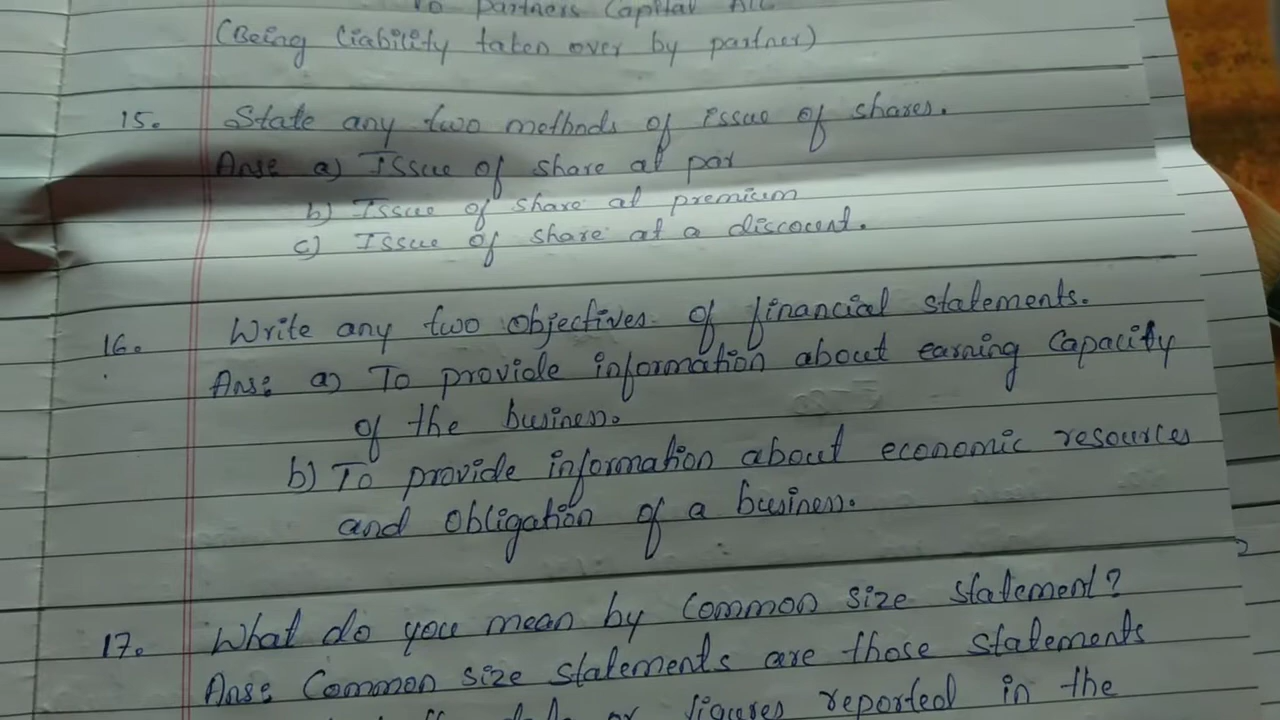 To Partners Capital A/c
(Being liability taken over by partner)
15. State any two methods of issue of shares.
Ans: a) Issue of share at par
b) Issue of share at premium
c) Issue of share at a discount.
16. Write any two objectives of financial statements.
Ans: a) To provide information about earning capacity
of the business.
b) To provide information about economic resources
and obligation of a business.
17. What do you mean by common size statement?
Ans: Common size statements are those statements
figures reported in the